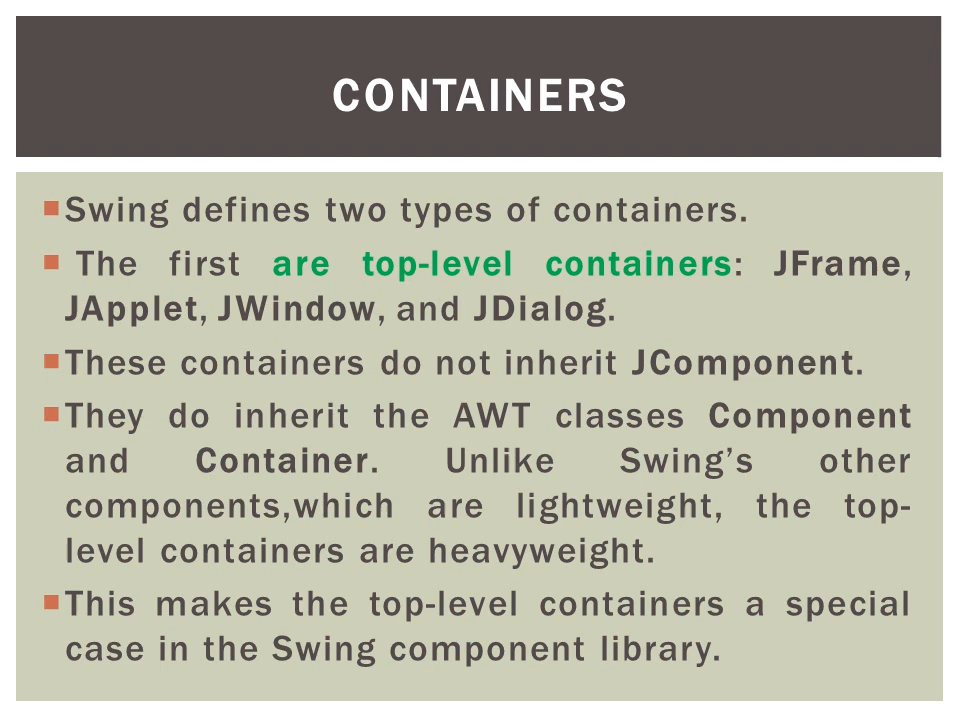 CONTAINERS
Swing defines two types of containers.
The first are top-level containers: JFrame,
JApplet, JWindow, and JDialog.
These containers do not inherit JComponent.
They do inherit the AWT classes Component
and Container. Unlike Swing’s other
components,which are lightweight, the top-
level containers are heavyweight.
This makes the top-level containers a special
case in the Swing component library.